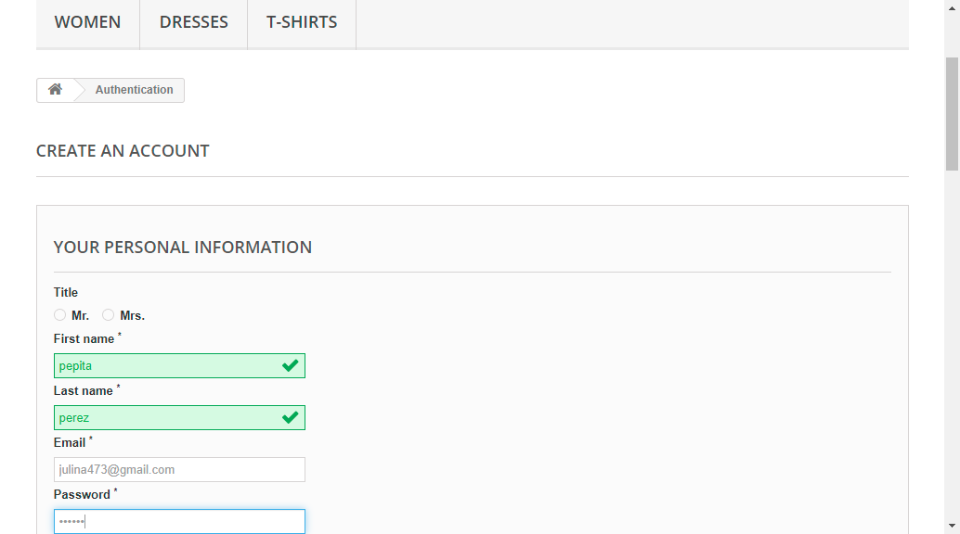 WOMEN DRESSES T-SHIRTS
Authentication
CREATE AN ACCOUNT
YOUR PERSONAL INFORMATION
Title
Mr. Mrs.
First name *
pepita
Last name *
perez
Email *
julina473@gmail.com
Password *
••••••